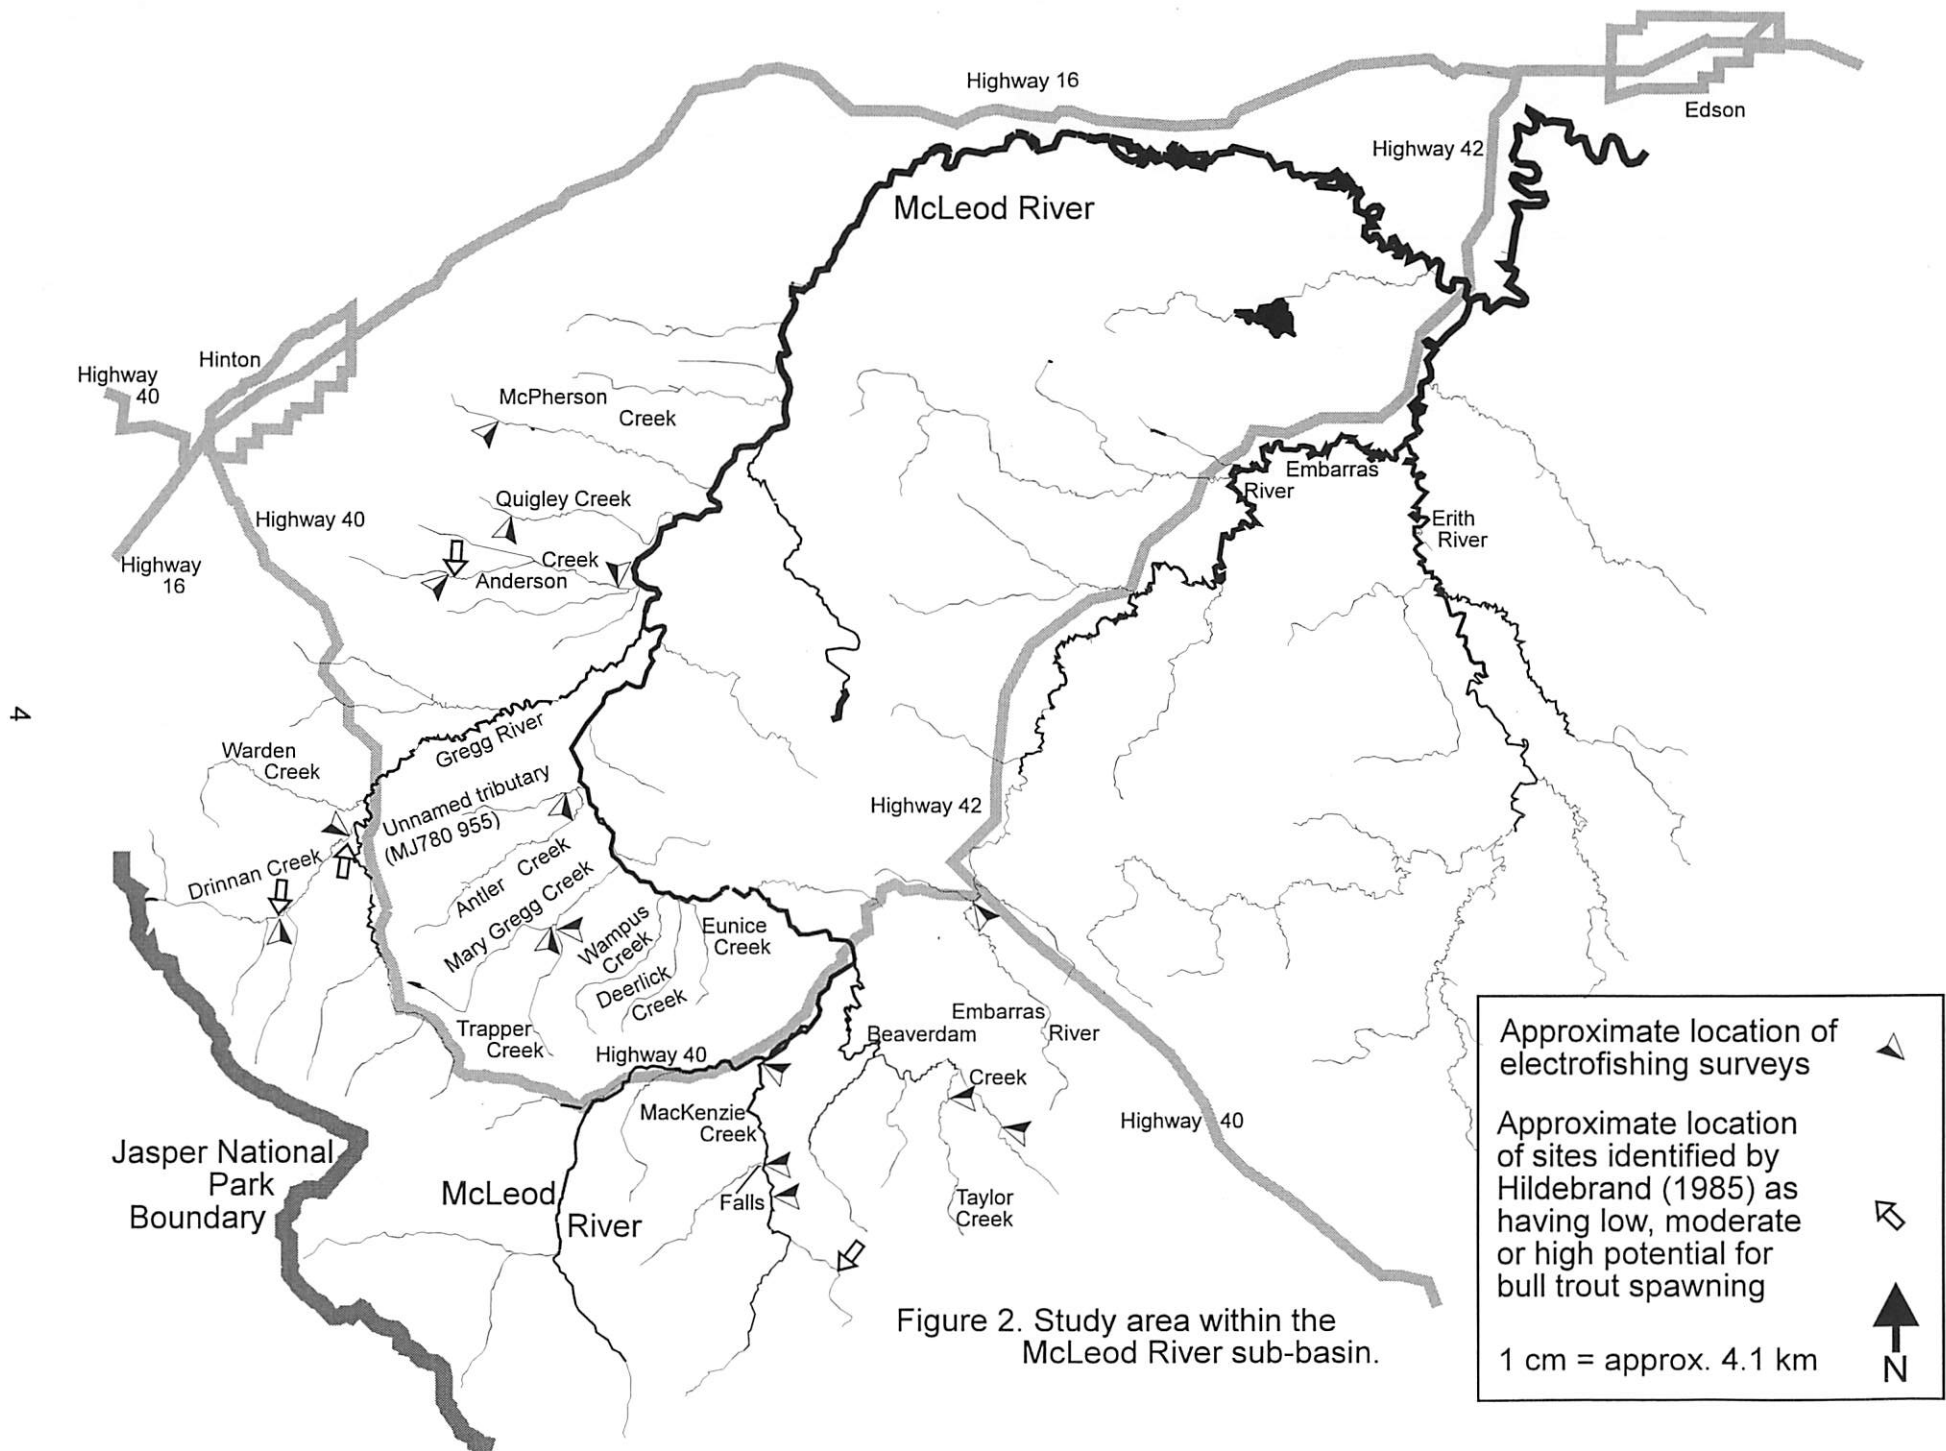 Highway 16
Edson
Highway 42
McLeod River
Hinton
Highway
40
McPherson
Creek
Quigley Creek
Highway 40
Creek
Anderson
Highway
16
Embarras
River
Erith
River
4
Gregg River
Warden
Creek
Unnamed tributary
(MJ780 955)
Highway 42
Drinnan Creek
Antler Creek
Mary Gregg Creek
Wampus
Creek
Eunice
Creek
Deerlick
Creek
Trapper
Creek
Highway 40
Embarras
River
Beaverdam
Creek
MacKenzie
Creek
Highway 40
Jasper National
Park
Boundary
McLeod
River
Falls
Taylor
Creek
Approximate location of
electrofishing surveys
Approximate location
of sites identified by
Hildebrand (1985) as
having low, moderate
or high potential for
bull trout spawning
1 cm = approx. 4.1 km
N
Figure 2. Study area within the
McLeod River sub-basin.